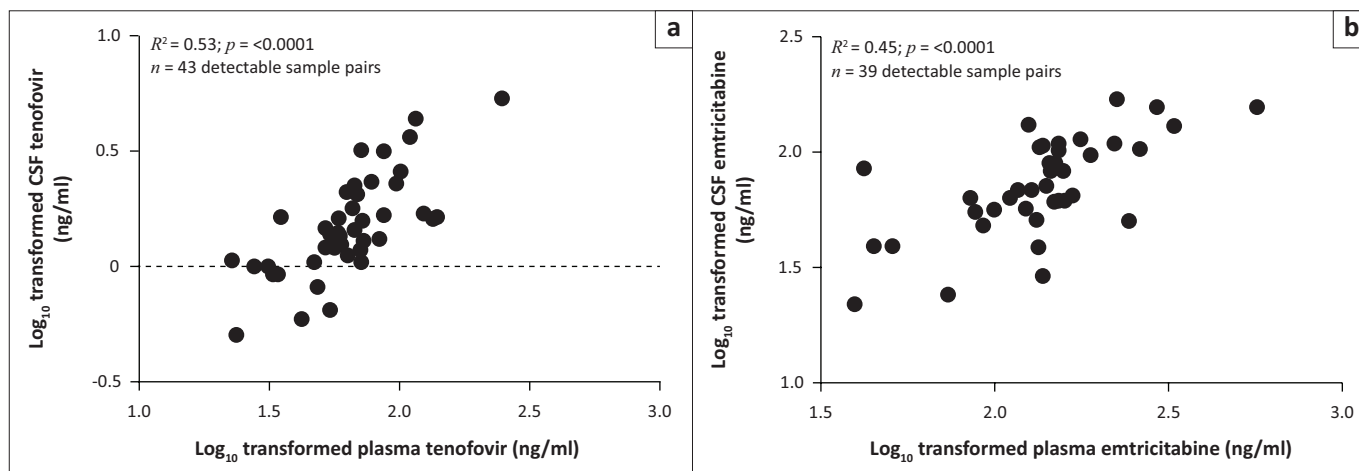 a
R² = 0.53; p = <0.0001
n = 43 detectable sample pairs
Log₁₀ transformed CSF tenofovir
(ng/ml)
1.0
0.5
0
-0.5
1.0
1.5
2.0
2.5
3.0
Log₁₀ transformed plasma tenofovir (ng/ml)
b
R² = 0.45; p = <0.0001
n = 39 detectable sample pairs
Log₁₀ transformed CSF emtricitabine
(ng/ml)
2.5
2.0
1.5
1.0
1.5
2.0
2.5
3.0
Log₁₀ transformed plasma emtricitabine (ng/ml)